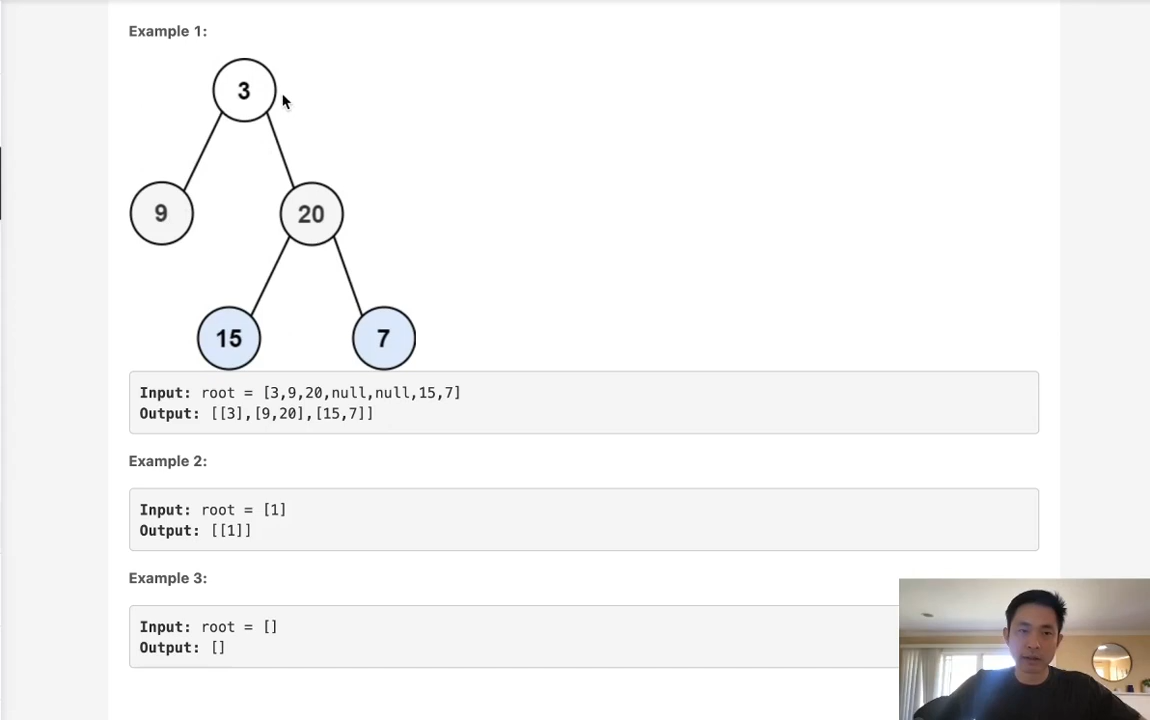 Example 1:
3
9
20
15
7
Input: root = [3,9,20,null,null,15,7]
Output: [[3],[9,20],[15,7]]
Example 2:
Input: root = [1]
Output: [[1]]
Example 3:
Input: root = []
Output: []